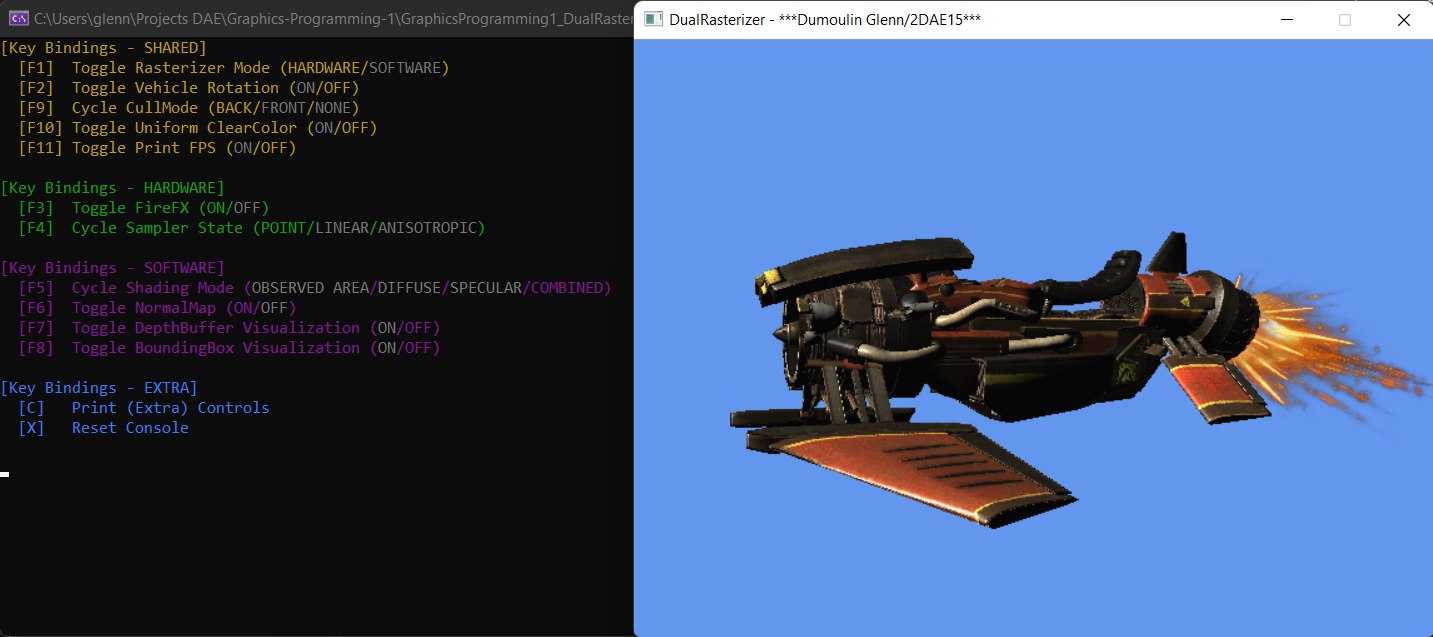 C:\Users\glenn\Projects DAE\Graphics-Programming-1\GraphicsProgramming1_DualRaster
DualRasterizer - ***Dumoulin Glenn/2DAE15***
[Key Bindings - SHARED]
[F1] Toggle Rasterizer Mode (HARDWARE/SOFTWARE)
[F2] Toggle Vehicle Rotation (ON/OFF)
[F9] Cycle CullMode (BACK/FRONT/NONE)
[F10] Toggle Uniform ClearColor (ON/OFF)
[F11] Toggle Print FPS (ON/OFF)
[Key Bindings - HARDWARE]
[F3] Toggle FireFX (ON/OFF)
[F4] Cycle Sampler State (POINT/LINEAR/ANISOTROPIC)
[Key Bindings - SOFTWARE]
[F5] Cycle Shading Mode (OBSERVED AREA/DIFFUSE/SPECULAR/COMBINED)
[F6] Toggle NormalMap (ON/OFF)
[F7] Toggle DepthBuffer Visualization (ON/OFF)
[F8] Toggle BoundingBox Visualization (ON/OFF)
[Key Bindings - EXTRA]
[C] Print (Extra) Controls
[X] Reset Console